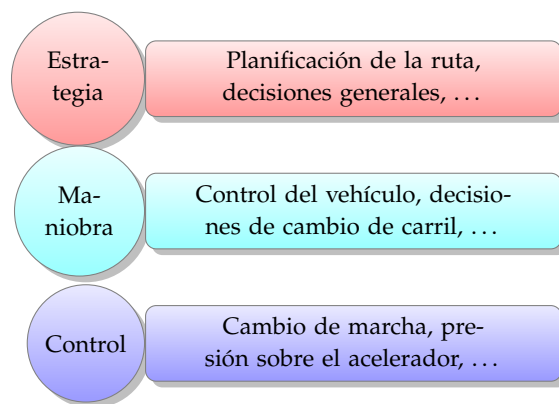 Estra-
tegia
Planificación de la ruta,
decisiones generales, ...
Ma-
niobra
Control del vehículo, decisio-
nes de cambio de carril, ...
Control
Cambio de marcha, pre-
sión sobre el acelerador, ...